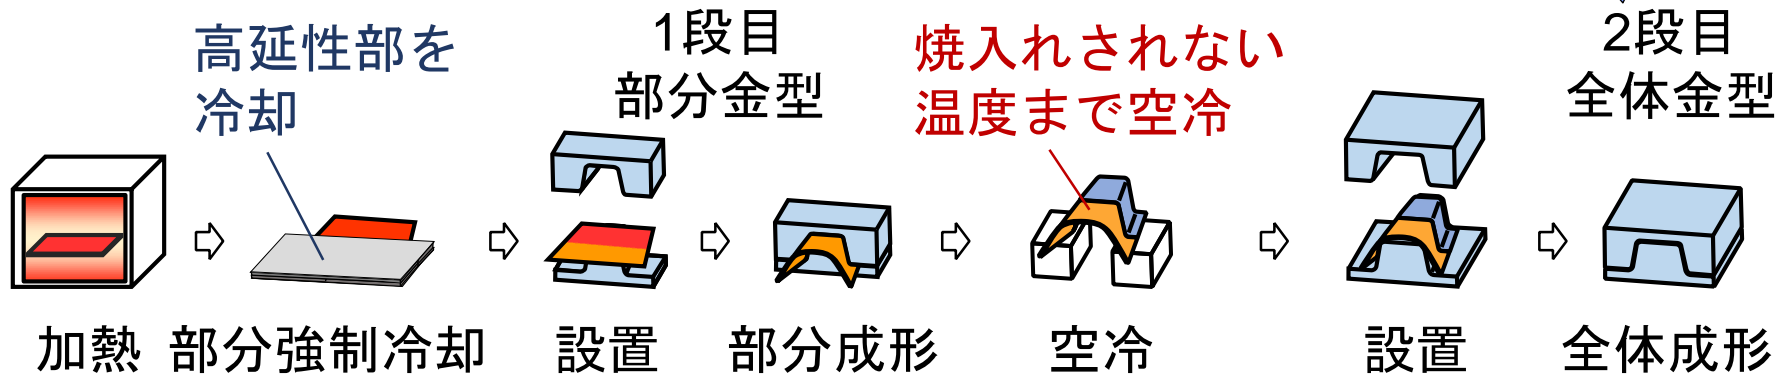 高延性部を
冷却
1段目
部分金型
焼入れされない
温度まで空冷
2段目
全体金型
加熱
部分強制冷却
設置
部分成形
空冷
設置
全体成形